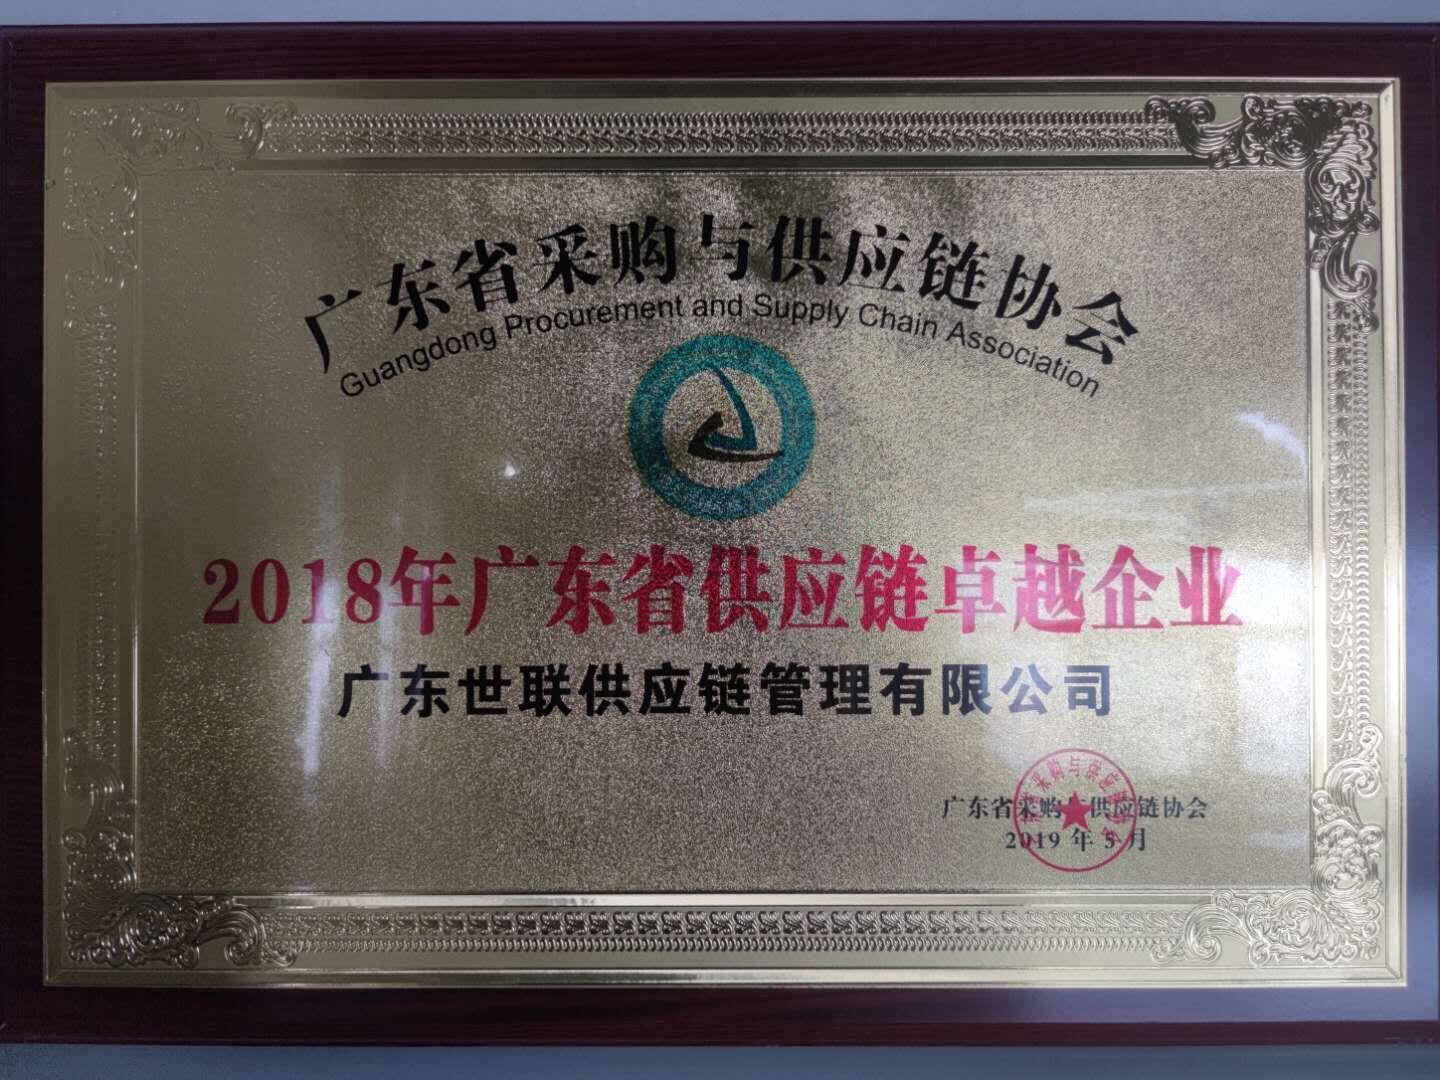 广东省采购与供应链协会
Guangdong Procurement and Supply Chain Association
2018年广东省供应链卓越企业
广东世联供应链管理有限公司
广东省采购与供应链协会
2019年5月